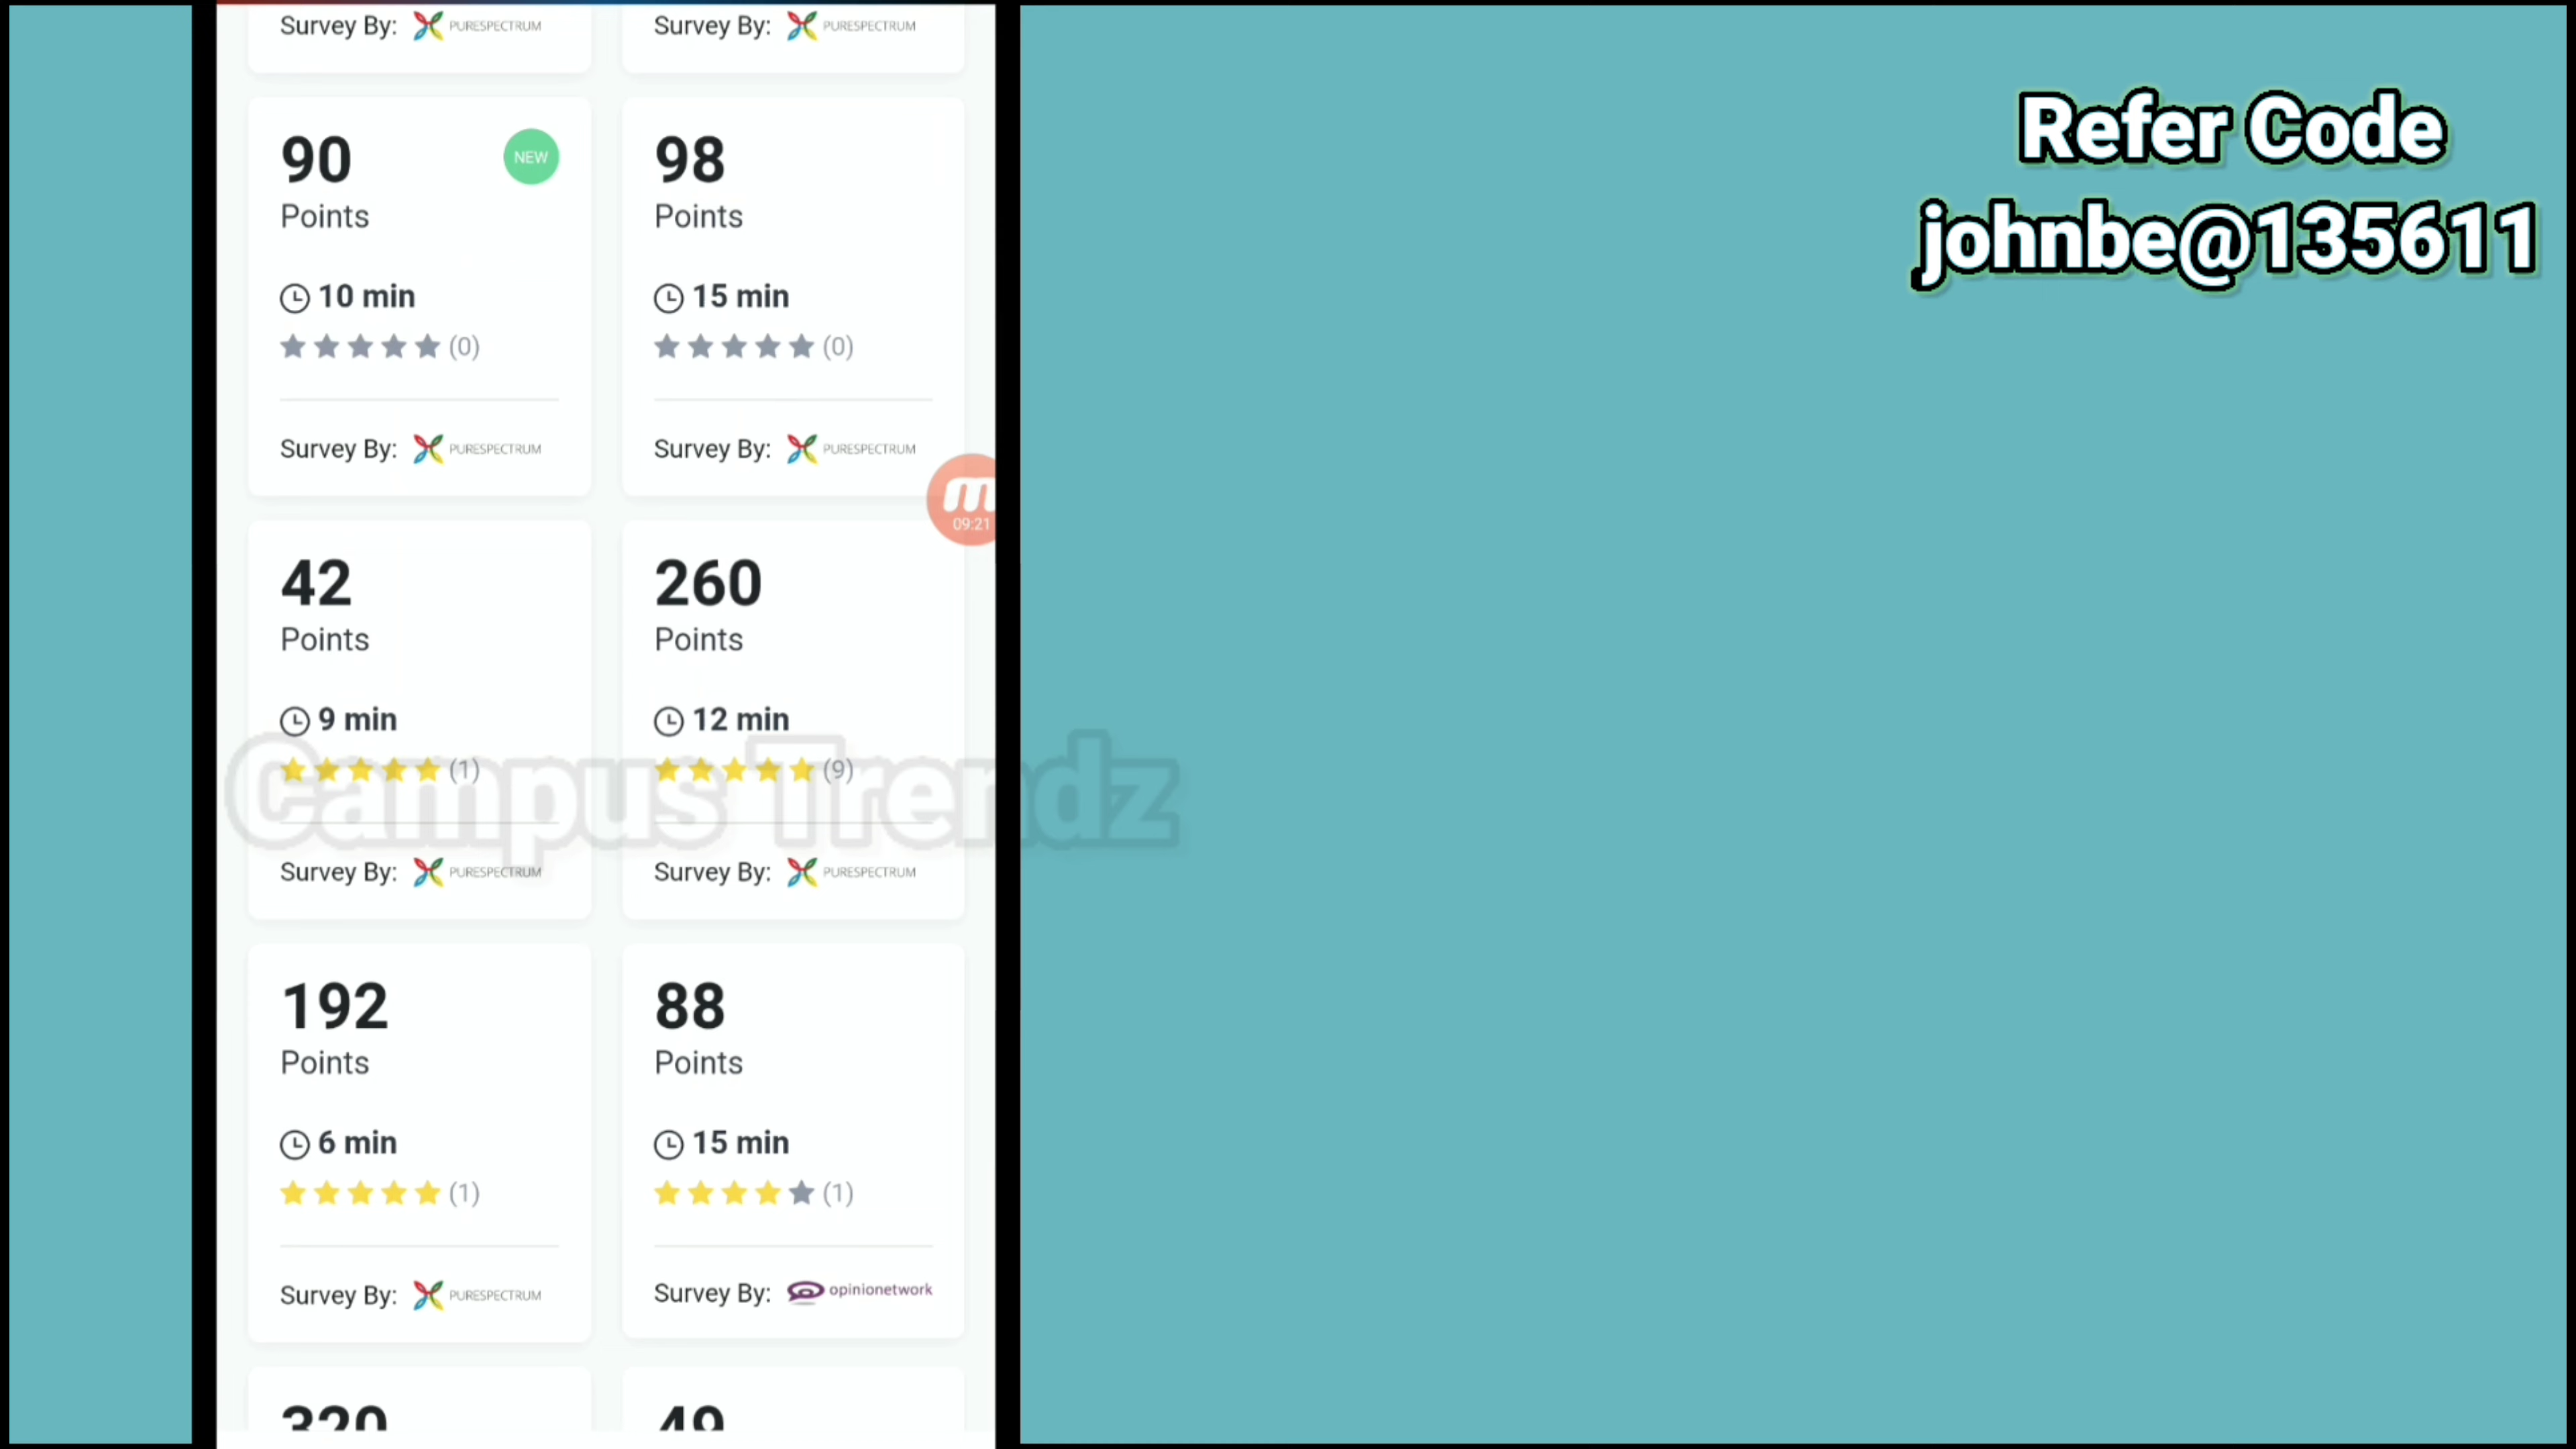 Survey By: PURESPECTRUM
Survey By: PURESPECTRUM
90
NEW
Points
10 min
(0)
Survey By: PURESPECTRUM
98
Points
15 min
(0)
Survey By: PURESPECTRUM
m
09:21
42
Points
9 min
(1)
Survey By: PURESPECTRUM
260
Points
12 min
(9)
Survey By: PURESPECTRUM
Campus Trendz
192
Points
6 min
(1)
Survey By: PURESPECTRUM
88
Points
15 min
(1)
Survey By: opinionetwork
Refer Code
johnbe@135611